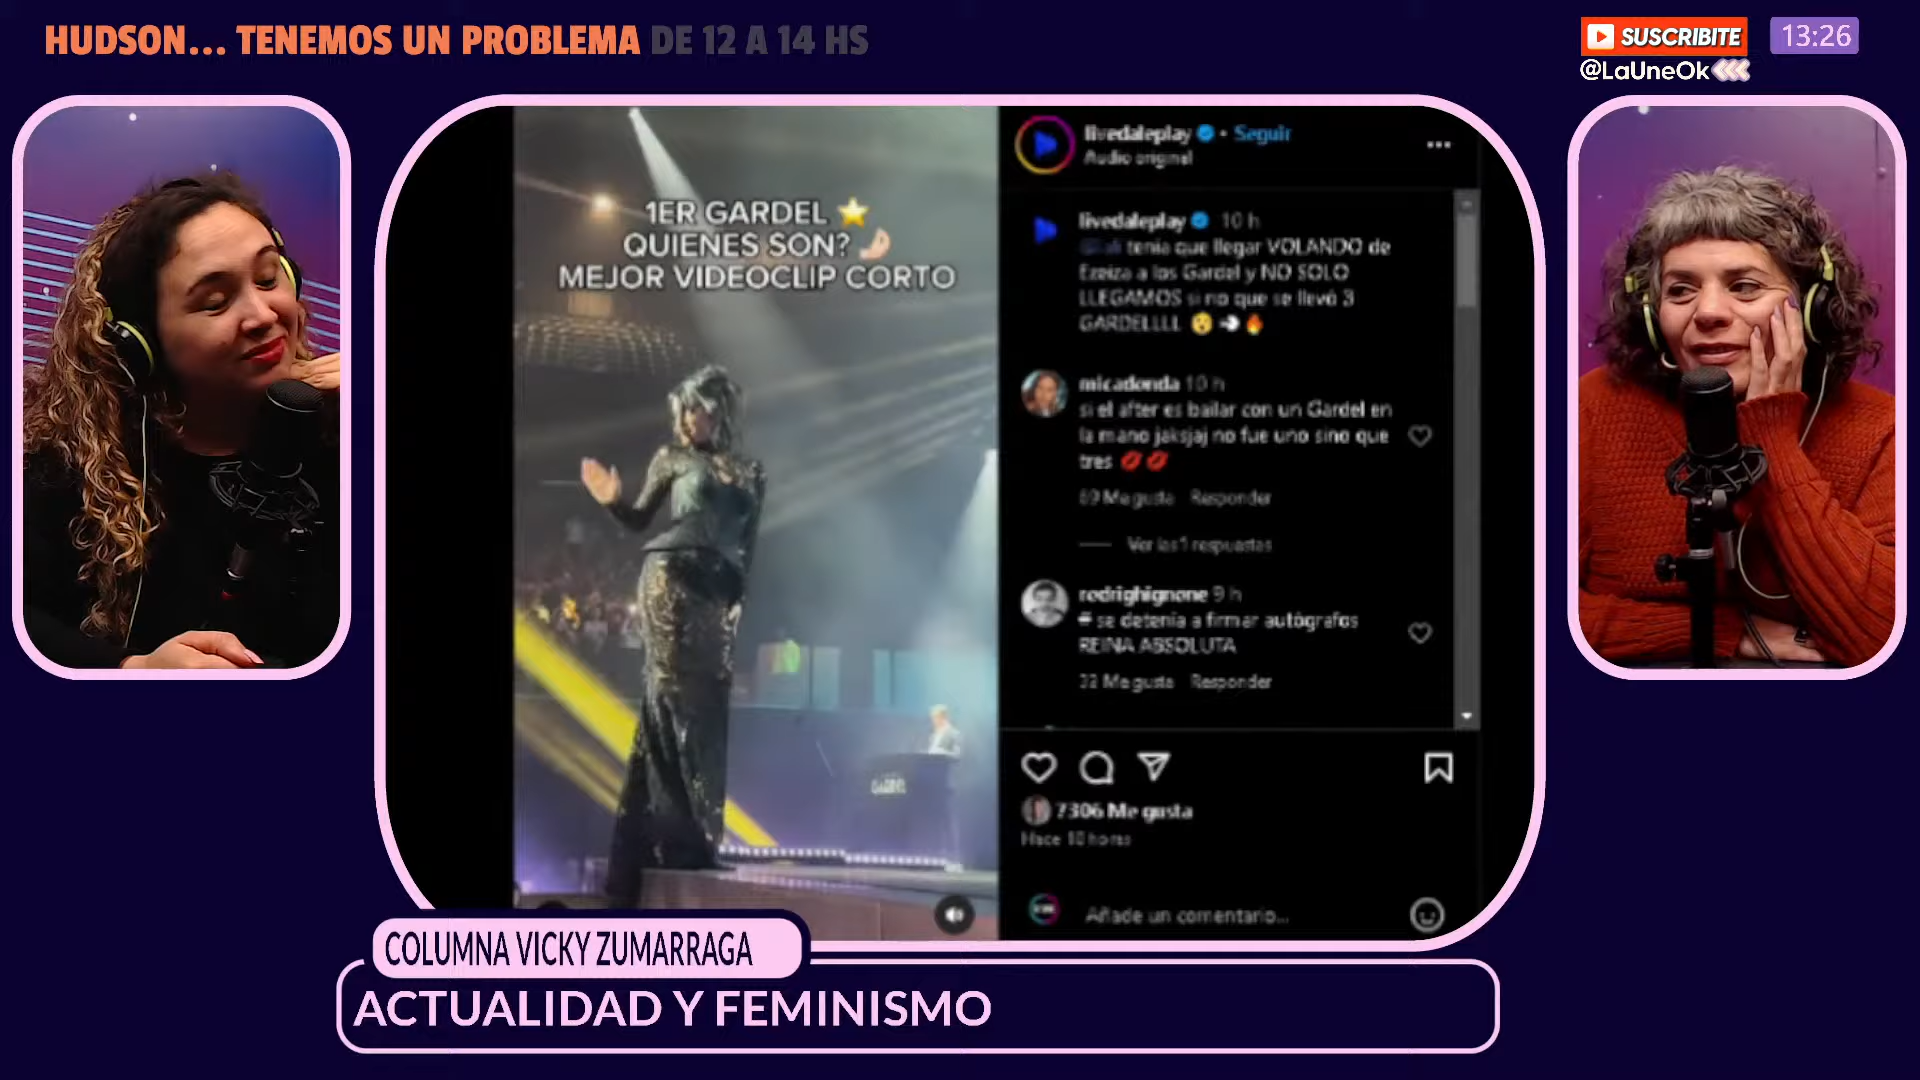 HUDSON... TENEMOS UN PROBLEMA DE 12 A 14 HS
SUSCRIBITE
13:26
@LaUneOk
1ER GARDEL ⭐
QUIENES SON? 🤌🏻
MEJOR VIDEOCLIP CORTO
livedaleplay • Seguir
Audio original
livedaleplay 10 h
tenía que llegar VOLANDO de
Ezeiza a los Gardel y NO SOLO
LLEGAMOS si no que se llevó 3
GARDELLLL 😮‍💨🔥
micadonda 10 h
si el after es bailar con un Gardel en
la mano jaksjaj no fue uno sino que
tres 💋💋
69 Me gusta Responder
Ver las 1 respuestas
rodrighignone 9 h
# se detenía a firmar autógrafos
REINA ABSOLUTA
32 Me gusta Responder
7306 Me gusta
Hace 10 horas
Añade un comentario...
GARDEL
COLUMNA VICKY ZUMARRAGA
ACTUALIDAD Y FEMINISMO